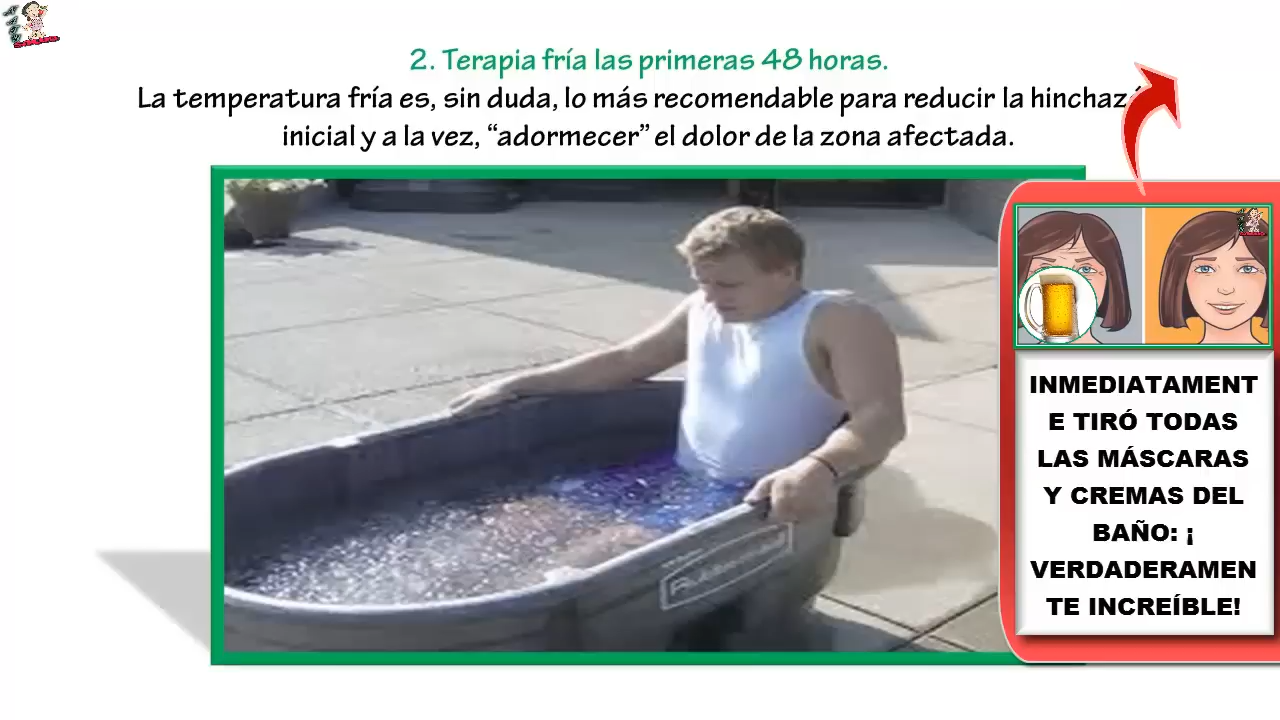 2. Terapia fría las primeras 48 horas.
La temperatura fría es, sin duda, lo más recomendable para reducir la
inicial y a la vez, “adormecer” el dolor de la zona afectada.
INMEDIATAMENT
E TIRÓ TODAS
LAS MÁSCARAS
Y CREMAS DEL
BAÑO: ¡
VERDADERAMEN
TE INCREÍBLE!
Rubbermaid